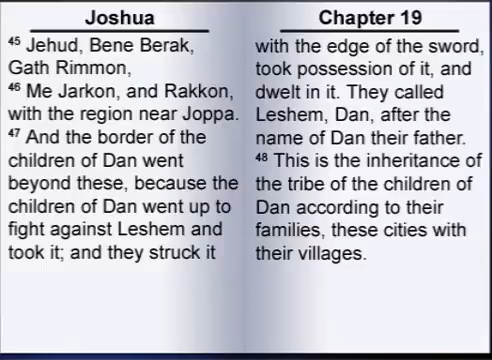 Joshua
45 Jehud, Bene Berak,
Gath Rimmon,
46 Me Jarkon, and Rakkon,
with the region near Joppa.
47 And the border of the
children of Dan went
beyond these, because the
children of Dan went up to
fight against Leshem and
took it; and they struck it
Chapter 19
with the edge of the sword,
took possession of it, and
dwelt in it. They called
Leshem, Dan, after the
name of Dan their father.
48 This is the inheritance of
the tribe of the children of
Dan according to their
families, these cities with
their villages.